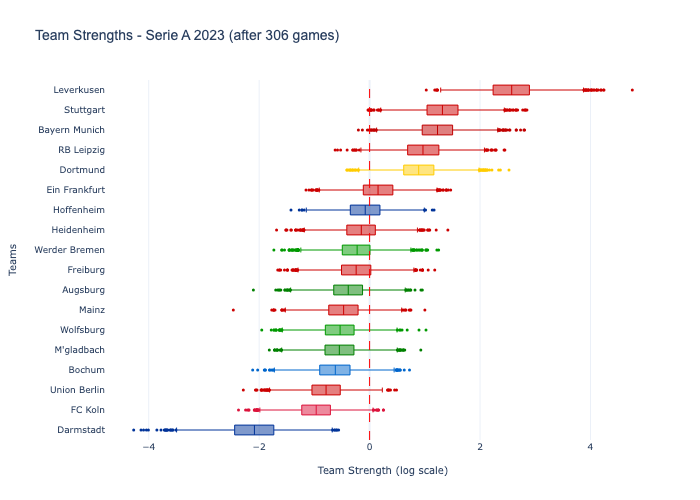 Team Strengths - Serie A 2023 (after 306 games)
Leverkusen
Stuttgart
Bayern Munich
RB Leipzig
Dortmund
Ein Frankfurt
Hoffenheim
Heidenheim
Werder Bremen
Freiburg
Augsburg
Mainz
Wolfsburg
M'gladbach
Bochum
Union Berlin
FC Koln
Darmstadt
Teams
−4 −2 0 2 4
Team Strength (log scale)